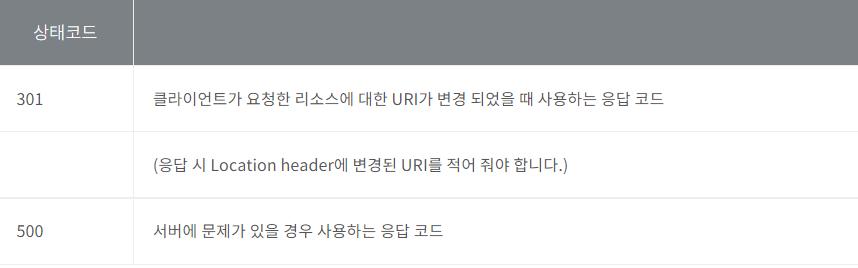 상태코드
301 클라이언트가 요청한 리소스에 대한 URI가 변경 되었을 때 사용하는 응답 코드
(응답 시 Location header에 변경된 URI를 적어 줘야 합니다.)
500 서버에 문제가 있을 경우 사용하는 응답 코드